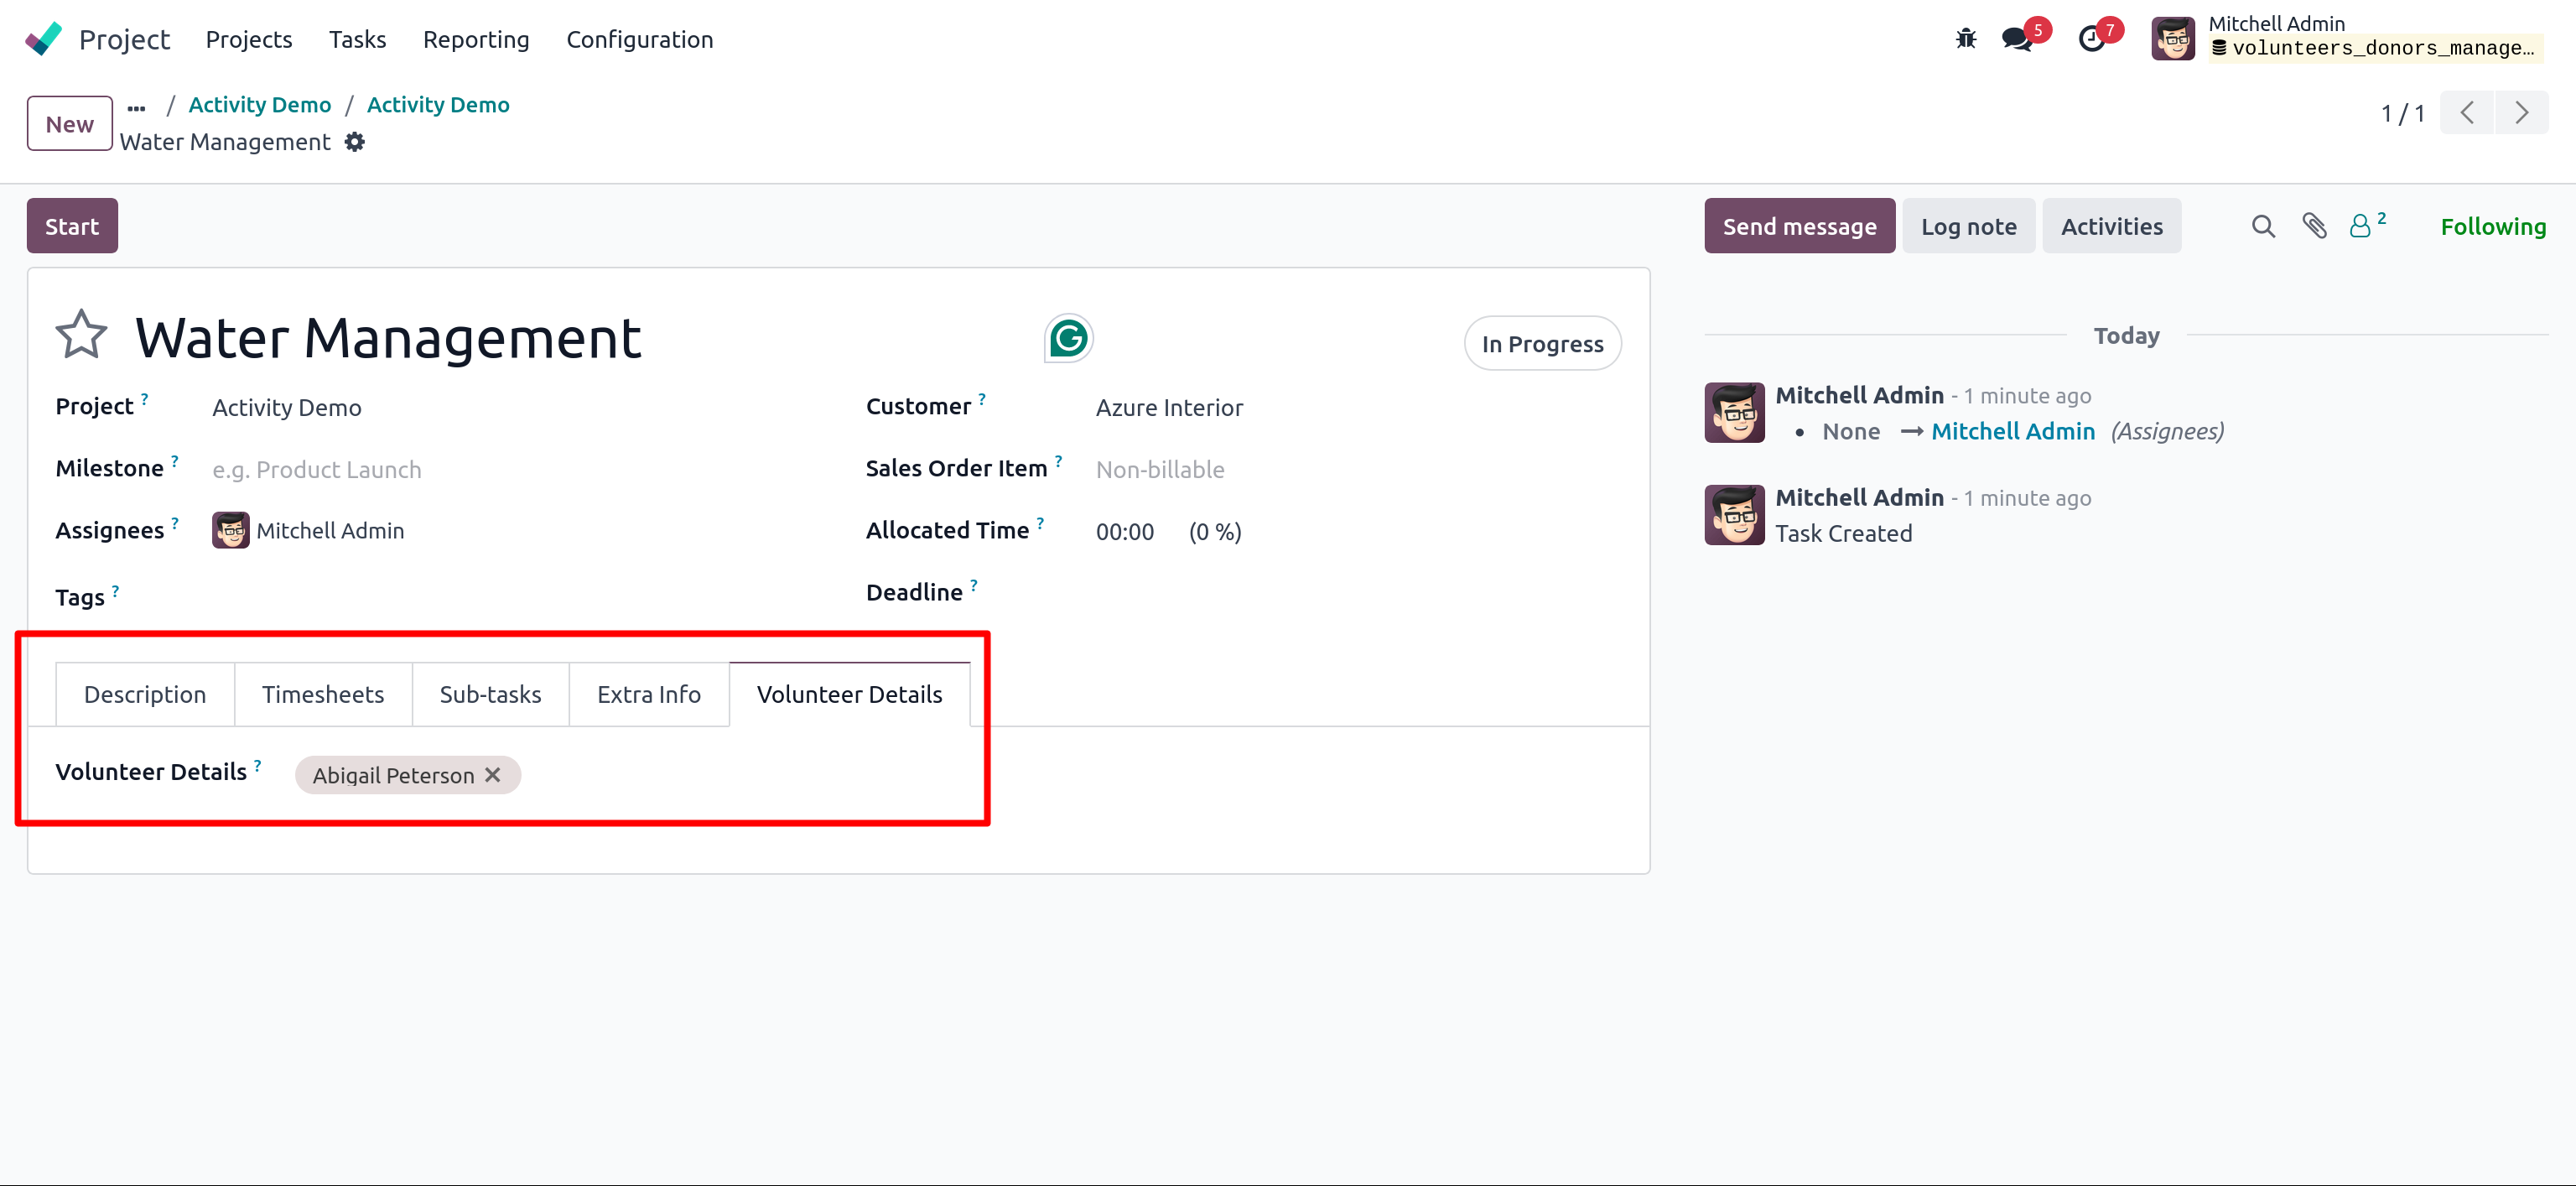 Project Projects Tasks Reporting Configuration 5 7 Mitchell Admin
volunteers_donors_manage…
New … / Activity Demo / Activity Demo
Water Management
1 / 1
Start
Send message Log note Activities 2 Following
Water Management
In Progress
Project ? Activity Demo
Customer ? Azure Interior
Milestone ? e.g. Product Launch
Sales Order Item ? Non-billable
Assignees ? Mitchell Admin
Allocated Time ? 00:00 (0 %)
Tags ?
Deadline ?
Description Timesheets Sub-tasks Extra Info Volunteer Details
Volunteer Details ? Abigail Peterson ✕
Today
Mitchell Admin - 1 minute ago
• None → Mitchell Admin (Assignees)
Mitchell Admin - 1 minute ago
Task Created